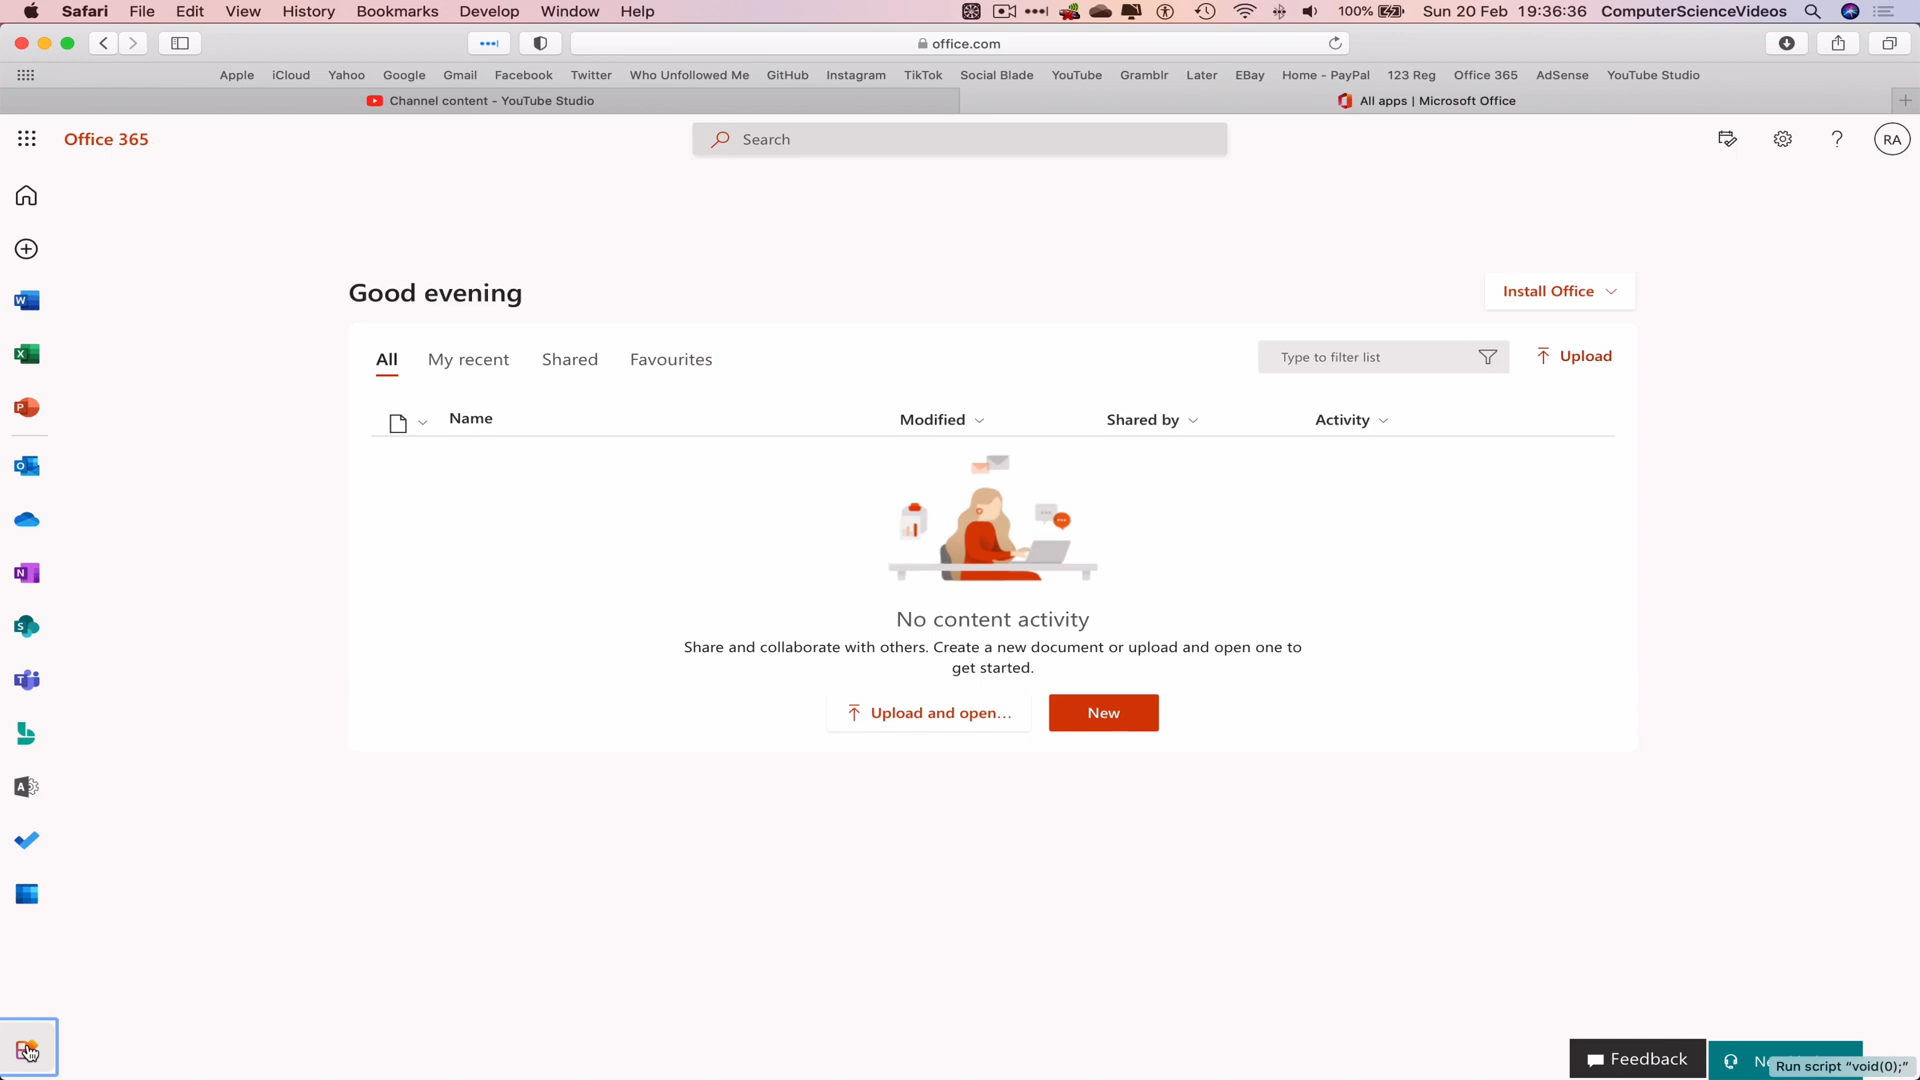 Safari File Edit View History Bookmarks Develop Window Help 100% Sun 20 Feb 19:36:36 ComputerScienceVideos
office.com
Apple iCloud Yahoo Google Gmail Facebook Twitter Who Unfollowed Me GitHub Instagram TikTok Social Blade YouTube Gramblr Later EBay Home - PayPal 123 Reg Office 365 AdSense YouTube Studio
Channel content - YouTube Studio All apps | Microsoft Office
Office 365 Search RA
Good evening Install Office
All My recent Shared Favourites Type to filter list Upload
Name Modified Shared by Activity
No content activity
Share and collaborate with others. Create a new document or upload and open one to
get started.
Upload and open... New
Feedback
Run script "void(0);"